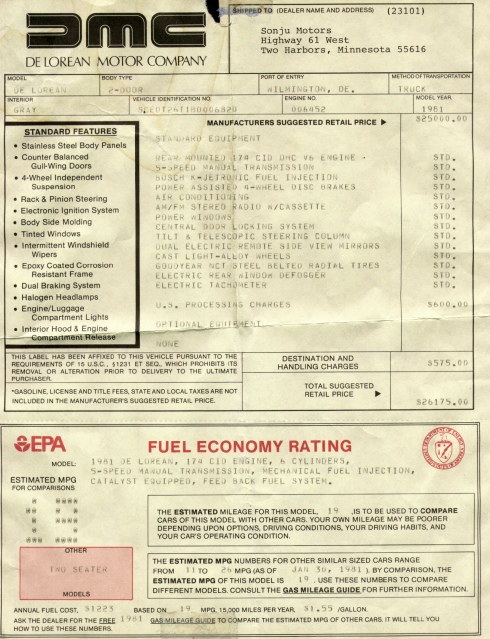 DMC
DE LOREAN MOTOR COMPANY
SHIPPED TO (DEALER NAME AND ADDRESS) (23101)
Sonju Motors
Highway 61 West
Two Harbors, Minnesota 55616
MODEL BODY TYPE PORT OF ENTRY METHOD OF TRANSPORTATION
DE LOREAN 2-DOOR WILMINGTON, DE. TRUCK
INTERIOR VEHICLE IDENTIFICATION NO. ENGINE NO. MODEL YEAR
GRAY 006452 1981
MANUFACTURERS SUGGESTED RETAIL PRICE ▶ $25000.00
STANDARD FEATURES
• Stainless Steel Body Panels
• Counter Balanced
Gull-Wing Doors
• 4-Wheel Independent
Suspension
• Rack & Pinion Steering
• Electronic Ignition System
• Body Side Molding
• Tinted Windows
• Intermittent Windshield
Wipers
• Epoxy Coated Corrosion
Resistant Frame
• Dual Braking System
• Halogen Headlamps
• Engine/Luggage
Compartment Lights
• Interior Hood & Engine
Compartment Release
STANDARD EQUIPMENT
BEAM MOUNTED 174 CID DMC V6 ENGINE - STD.
5-SPEED MANUAL TRANSMISSION STD.
BOSCH K-JETRONIC FUEL INJECTION STD.
POWER ASSISTED 4-WHEEL DISC BRAKES STD.
AIR CONDITIONING STD.
AM/FM STEREO RADIO W/CASSETTE STD.
POWER WINDOWS STD.
CENTRAL DOOR LOCKING SYSTEM STD.
TILT & TELESCOPIC STEERING COLUMN STD.
DUAL ELECTRIC REMOTE SIDE VIEW MIRRORS STD.
CAST LIGHT-ALLOY WHEELS STD.
GOODYEAR NCT STEEL BELTED RADIAL TIRES STD.
ELECTRIC REAR WINDOW DEFOGGER STD.
ELECTRIC TACHOMETER STD.
U.S. PROCESSING CHARGES $600.00
OPTIONAL EQUIPMENT
NONE
THIS LABEL HAS BEEN AFFIXED TO THIS VEHICLE PURSUANT TO THE
REQUIREMENTS OF 15 U.S.C., §1231 ET SEQ., WHICH PROHIBITS ITS
REMOVAL OR ALTERATION PRIOR TO DELIVERY TO THE ULTIMATE
PURCHASER.
*GASOLINE, LICENSE AND TITLE FEES, STATE AND LOCAL TAXES ARE NOT
INCLUDED IN THE MANUFACTURER'S SUGGESTED RETAIL PRICE.
DESTINATION AND
HANDLING CHARGES $575.00
TOTAL SUGGESTED
RETAIL PRICE ▶ $26175.00
EPA
FUEL ECONOMY RATING
MODEL: 1981 DE LOREAN, 174 CID ENGINE, 6 CYLINDERS,
5-SPEED MANUAL TRANSMISSION, MECHANICAL FUEL INJECTION,
CATALYST EQUIPPED, FEED BACK FUEL SYSTEM.
ESTIMATED MPG
FOR COMPARISONS
OTHER
TWO SEATER
MODELS
THE ESTIMATED MILEAGE FOR THIS MODEL, 19 ,IS TO BE USED TO COMPARE
CARS OF THIS MODEL WITH OTHER CARS. YOUR OWN MILEAGE MAY BE POORER
DEPENDING UPON OPTIONS, DRIVING CONDITIONS, YOUR DRIVING HABITS, AND
YOUR CAR'S OPERATING CONDITION.
THE ESTIMATED MPG NUMBERS FOR OTHER SIMILAR SIZED CARS RANGE
FROM 11 TO 26 MPG (AS OF JAN 30, 1981). BY COMPARISON, THE
ESTIMATED MPG OF THIS MODEL IS 19 . USE THESE NUMBERS TO COMPARE
DIFFERENT MODELS. CONSULT THE GAS MILEAGE GUIDE FOR FURTHER INFORMATION.
ANNUAL FUEL COST, $1223 BASED ON 19 MPG, 15,000 MILES PER YEAR, $1.55 /GALLON.
ASK THE DEALER FOR THE FREE 1981 GAS MILEAGE GUIDE TO COMPARE THE ESTIMATED MPG OF OTHER CARS. IT WILL TELL YOU
HOW TO USE THESE NUMBERS.